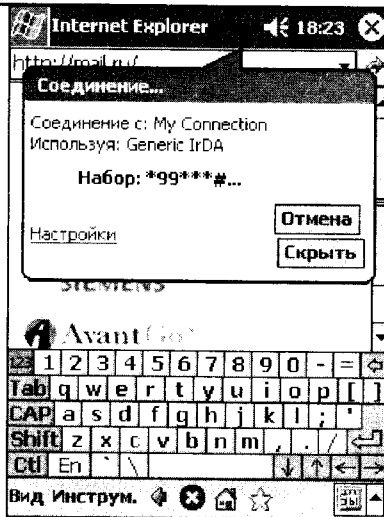 Internet Explorer 18:23
http://mail.ru/
Соединение...
Соединение с: My Connection
Используя: Generic IrDA
Набор: *99***#...
Отмена
Настройки
Скрыть
SIEMENS
AvantGo
123 1 2 3 4 5 6 7 8 9 0 - =
Tab q w e r t y u i o p [ ]
CAP a s d f g h j k l ; '
Shift z x c v b n m , . /
Ctl En ` \
Вид Инструм.